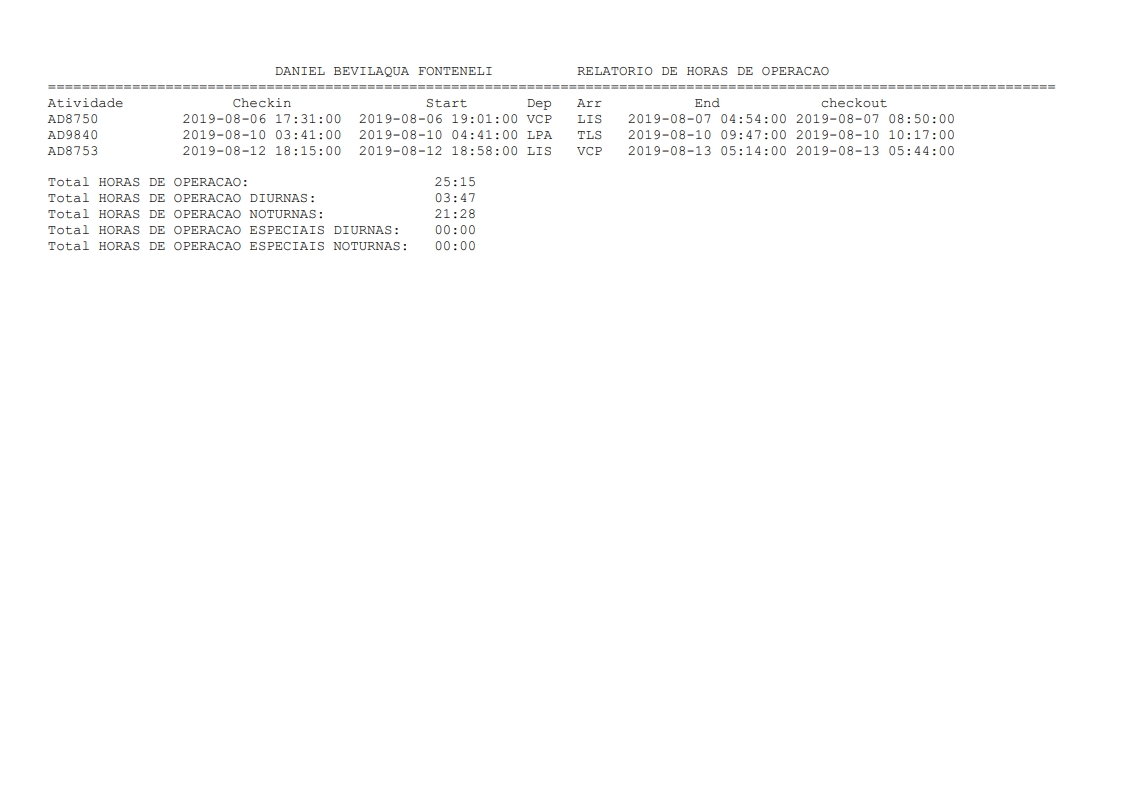 DANIEL BEVILAQUA FONTENELI          RELATORIO DE HORAS DE OPERACAO
========================================================================================================================
Atividade             Checkin                Start       Dep   Arr           End            checkout
AD8750          2019-08-06 17:31:00  2019-08-06 19:01:00 VCP   LIS   2019-08-07 04:54:00 2019-08-07 08:50:00
AD9840          2019-08-10 03:41:00  2019-08-10 04:41:00 LPA   TLS   2019-08-10 09:47:00 2019-08-10 10:17:00
AD8753          2019-08-12 18:15:00  2019-08-12 18:58:00 LIS   VCP   2019-08-13 05:14:00 2019-08-13 05:44:00
Total HORAS DE OPERACAO:                      25:15
Total HORAS DE OPERACAO DIURNAS:              03:47
Total HORAS DE OPERACAO NOTURNAS:             21:28
Total HORAS DE OPERACAO ESPECIAIS DIURNAS:    00:00
Total HORAS DE OPERACAO ESPECIAIS NOTURNAS:   00:00